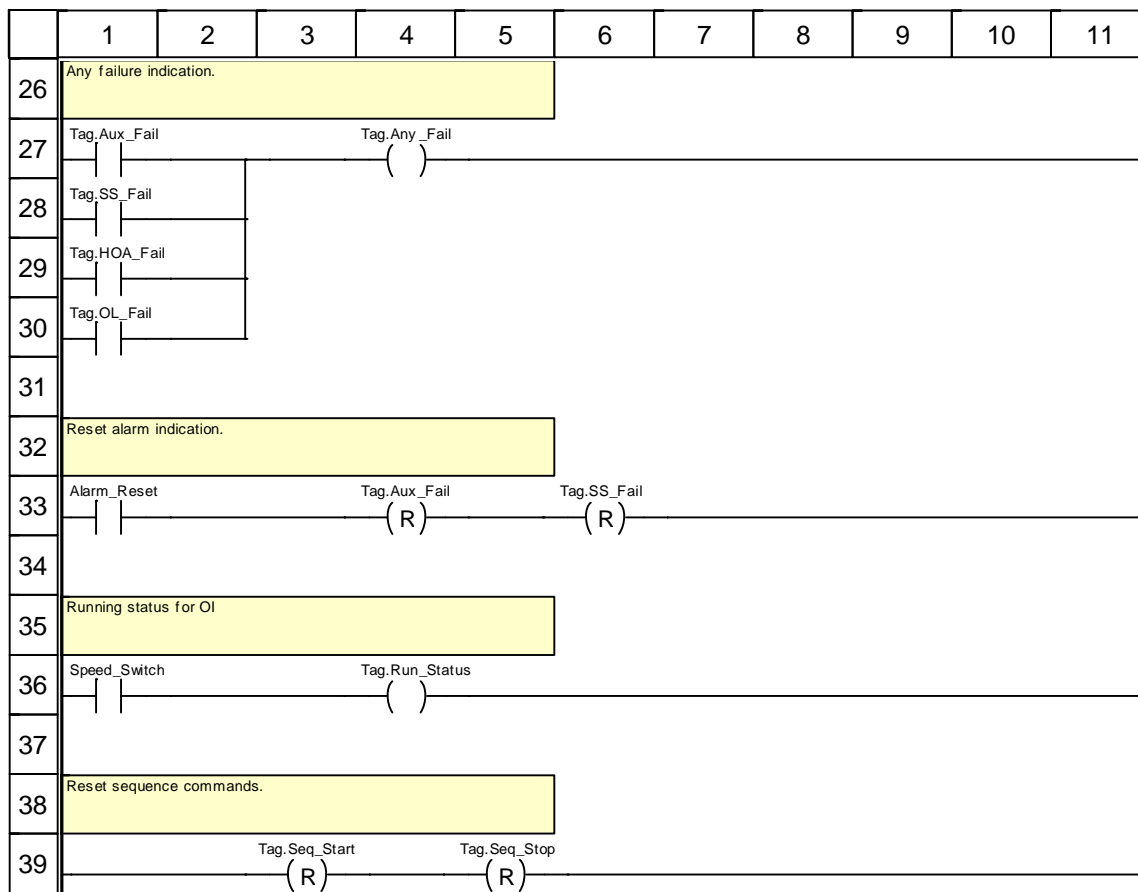 1 2 3 4 5 6 7 8 9 10 11
26 Any failure indication.
27 Tag.Aux_Fail Tag.Any_Fail
28 Tag.SS_Fail
29 Tag.HOA_Fail
30 Tag.OL_Fail
31
32 Reset alarm indication.
33 Alarm_Reset Tag.Aux_Fail Tag.SS_Fail
R R
34
35 Running status for OI
36 Speed_Switch Tag.Run_Status
37
38 Reset sequence commands.
39 Tag.Seq_Start Tag.Seq_Stop
R R